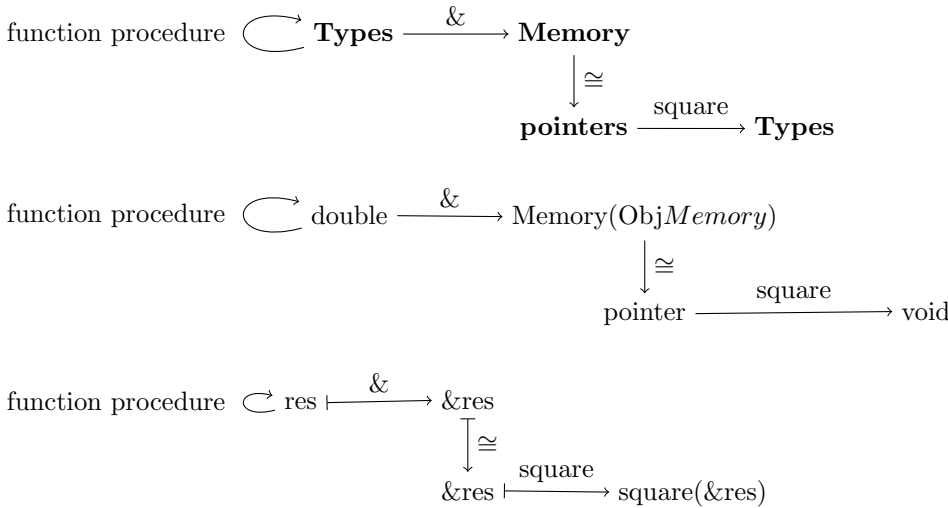 &
function procedure Types Memory
≅
square
pointers Types
&
function procedure double Memory(ObjMemory)
≅
square
pointer void
&
function procedure res &res
≅
square
&res square(&res)